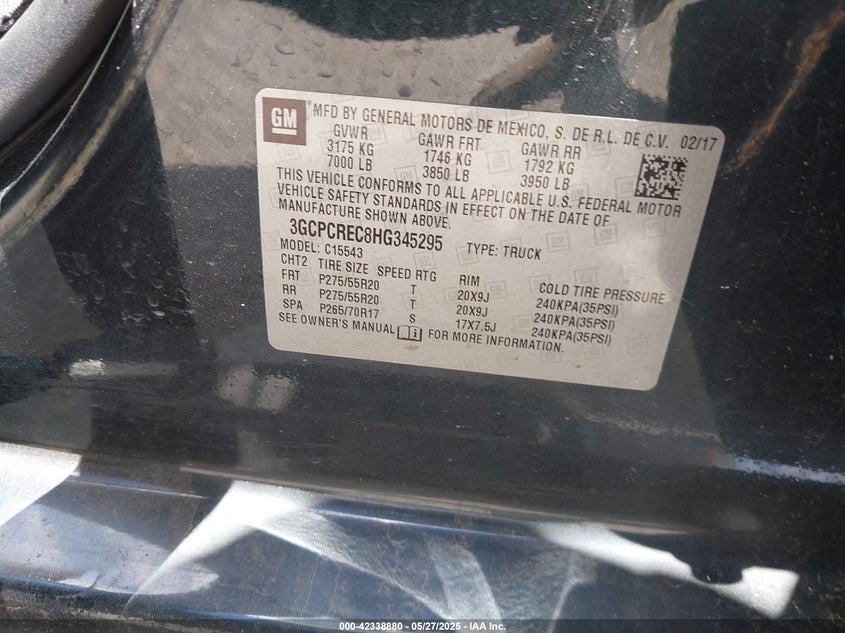 GM ® MFD BY GENERAL MOTORS DE MEXICO, S. DE R.L. DE C.V. 02/17
GVWR GAWR FRT GAWR RR
3175 KG 1746 KG 1792 KG
7000 LB 3850 LB 3950 LB
THIS VEHICLE CONFORMS TO ALL APPLICABLE U.S. FEDERAL MOTOR
VEHICLE SAFETY STANDARDS IN EFFECT ON THE DATE OF
MANUFACTURE SHOWN ABOVE.
3GCPCREC8HG345295 TYPE: TRUCK
MODEL: C15543
CHT2 TIRE SIZE SPEED RTG RIM COLD TIRE PRESSURE
FRT P275/55R20 T 20X9J 240KPA(35PSI)
RR P275/55R20 T 20X9J 240KPA(35PSI)
SPA P265/70R17 S 17X7.5J 240KPA(35PSI)
SEE OWNER'S MANUAL FOR MORE INFORMATION.
000-42338880 - 05/27/2025 - IAA Inc.